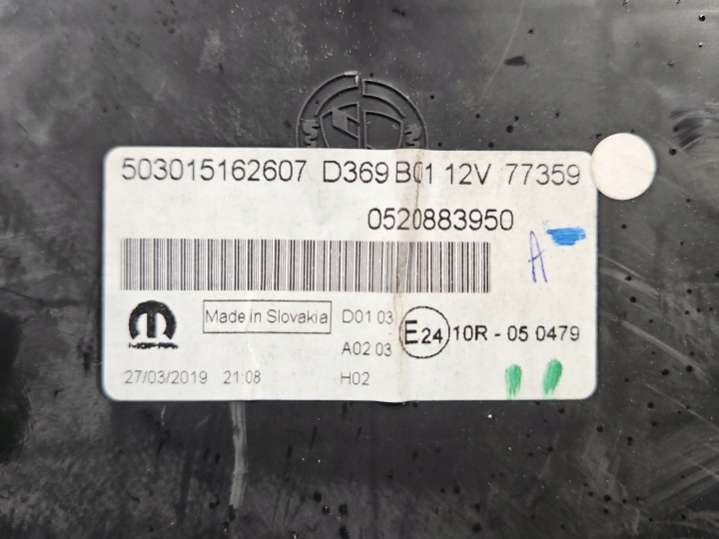 503015162607 D369 B01 12V 77359
0520883950
A
MOPAR
Made in Slovakia
D01 03
A02 03
H02
E24 10R - 05 0479
27/03/2019 21:08